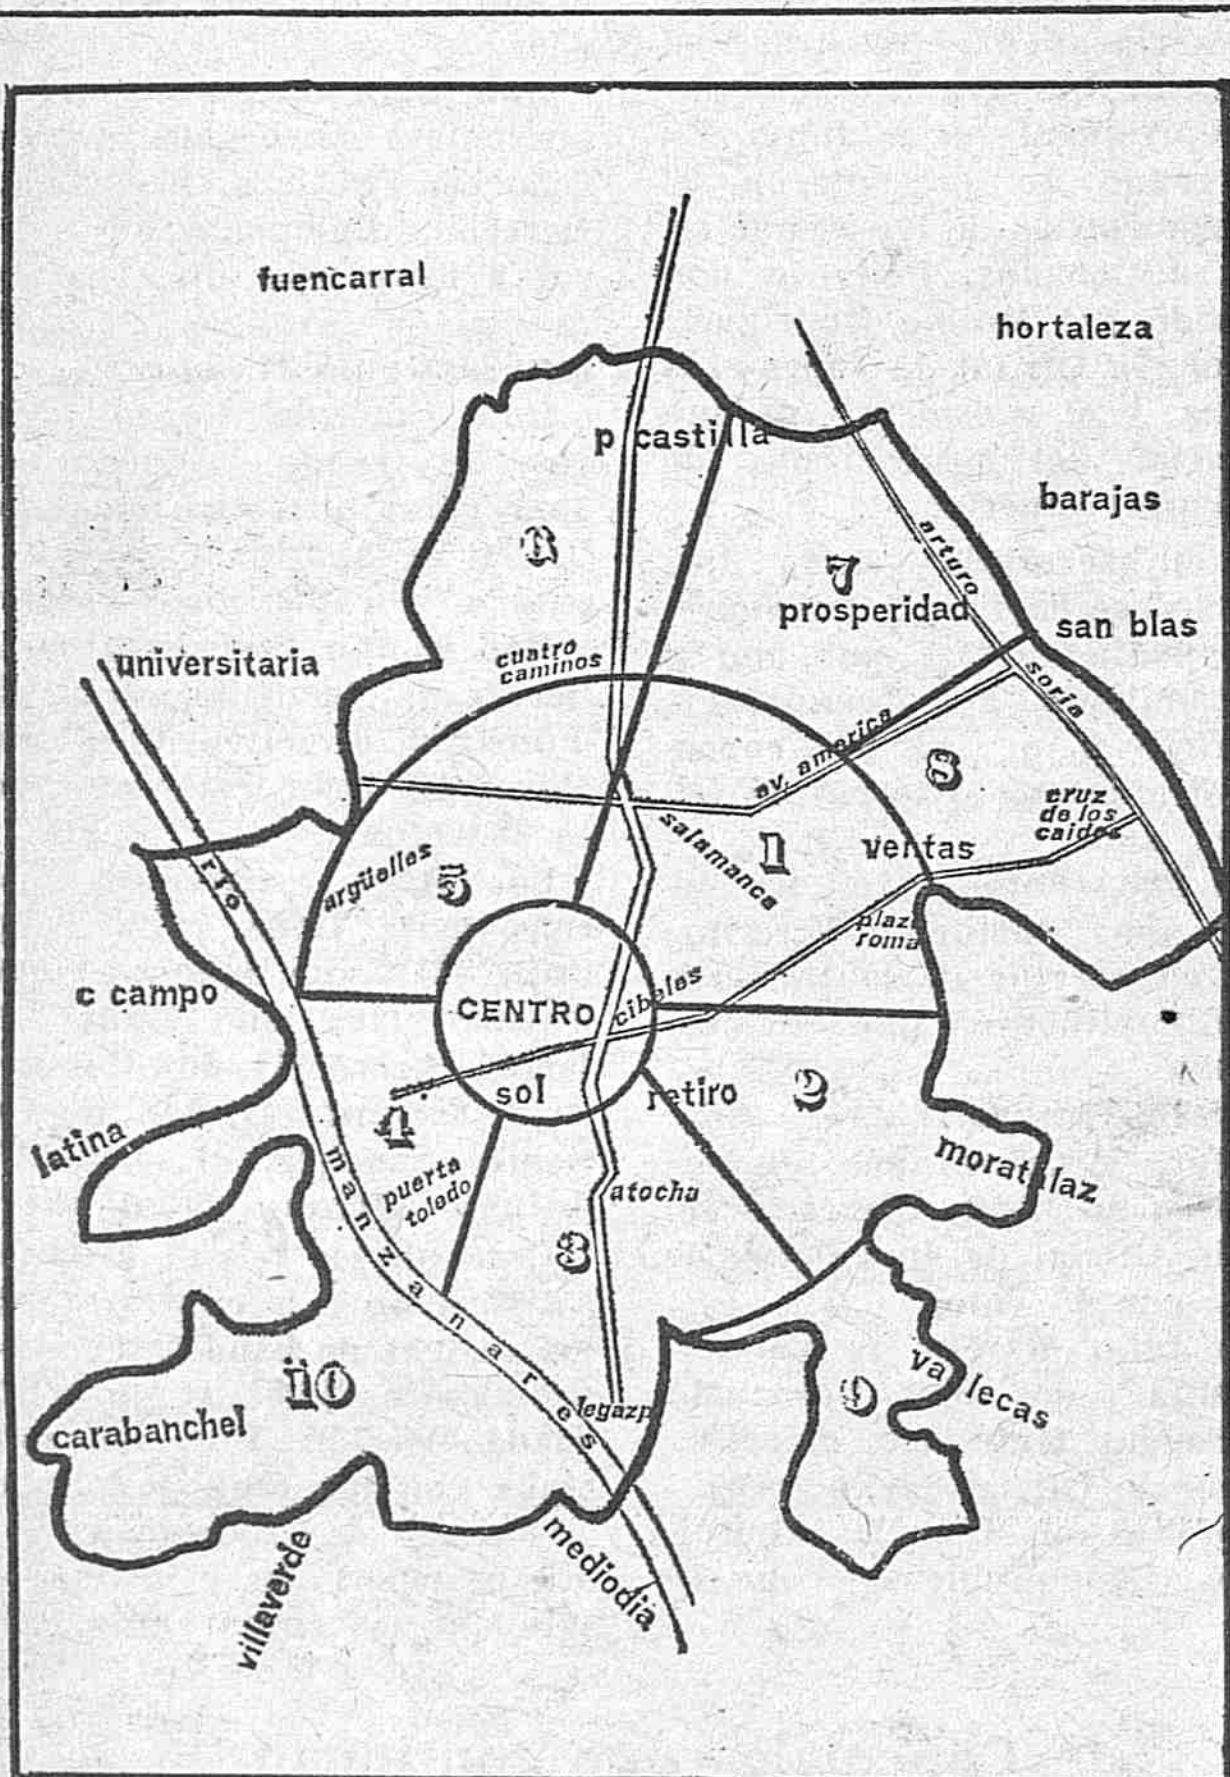 fuencarral
hortaleza
p castilla
barajas
6
arturo
7
prosperidad
san blas
cuatro
caminos
universitaria
soria
av. america
8
cruz
de los
caidos
salamanca
1
ventas
argüelles
5
rio
plaza
roma
c campo
CENTRO
cibeles
sol
retiro
2
4
latina
manzanares
moratalaz
puerta
toledo
atocha
3
10
9
vallecas
legazpi
carabanchel
mediodia
villaverde